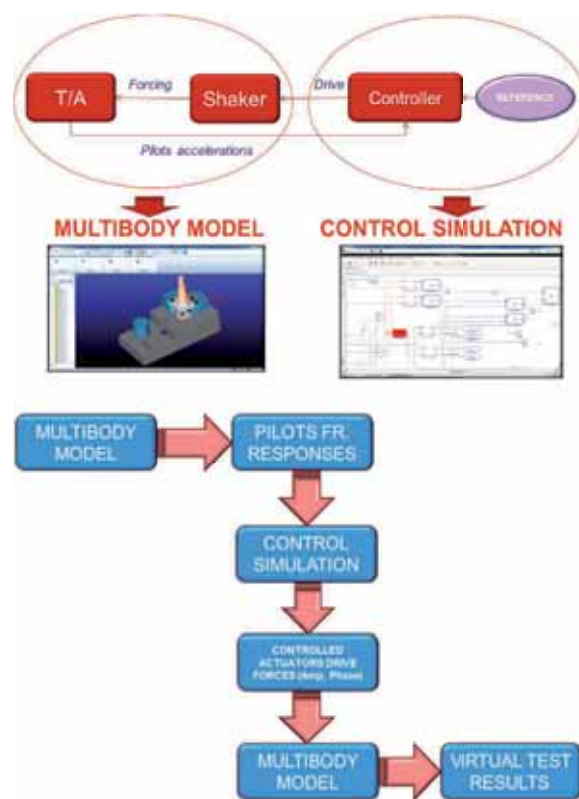 Forcing
Drive
T/A
Shaker
Controller
REFERENCE
Pilots accelerations
MULTIBODY MODEL
CONTROL SIMULATION
MULTIBODY
MODEL
PILOTS FR.
RESPONSES
CONTROL
SIMULATION
CONTROLLED
ACTUATORS DRIVE
FORCES (Amp, Phase)
MULTIBODY
MODEL
VIRTUAL TEST
RESULTS